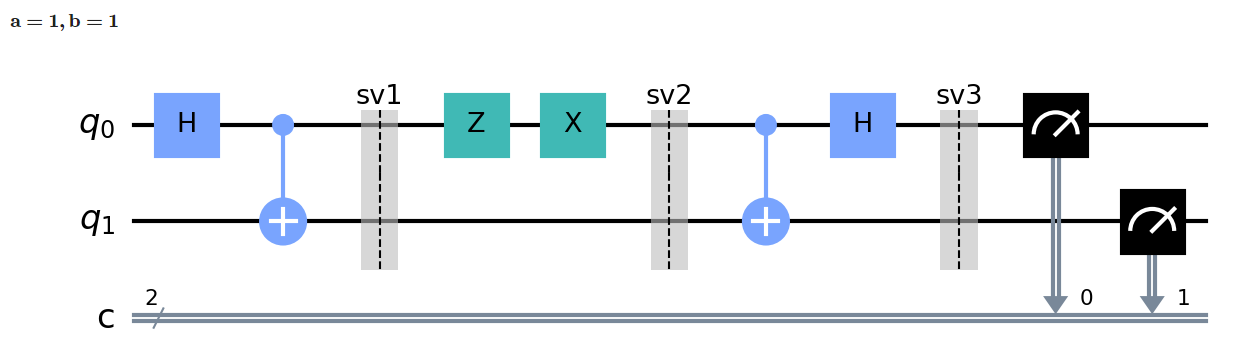 a = 1, b = 1
sv1 sv2 sv3
q0 H Z X H
q1
2 0 1
c